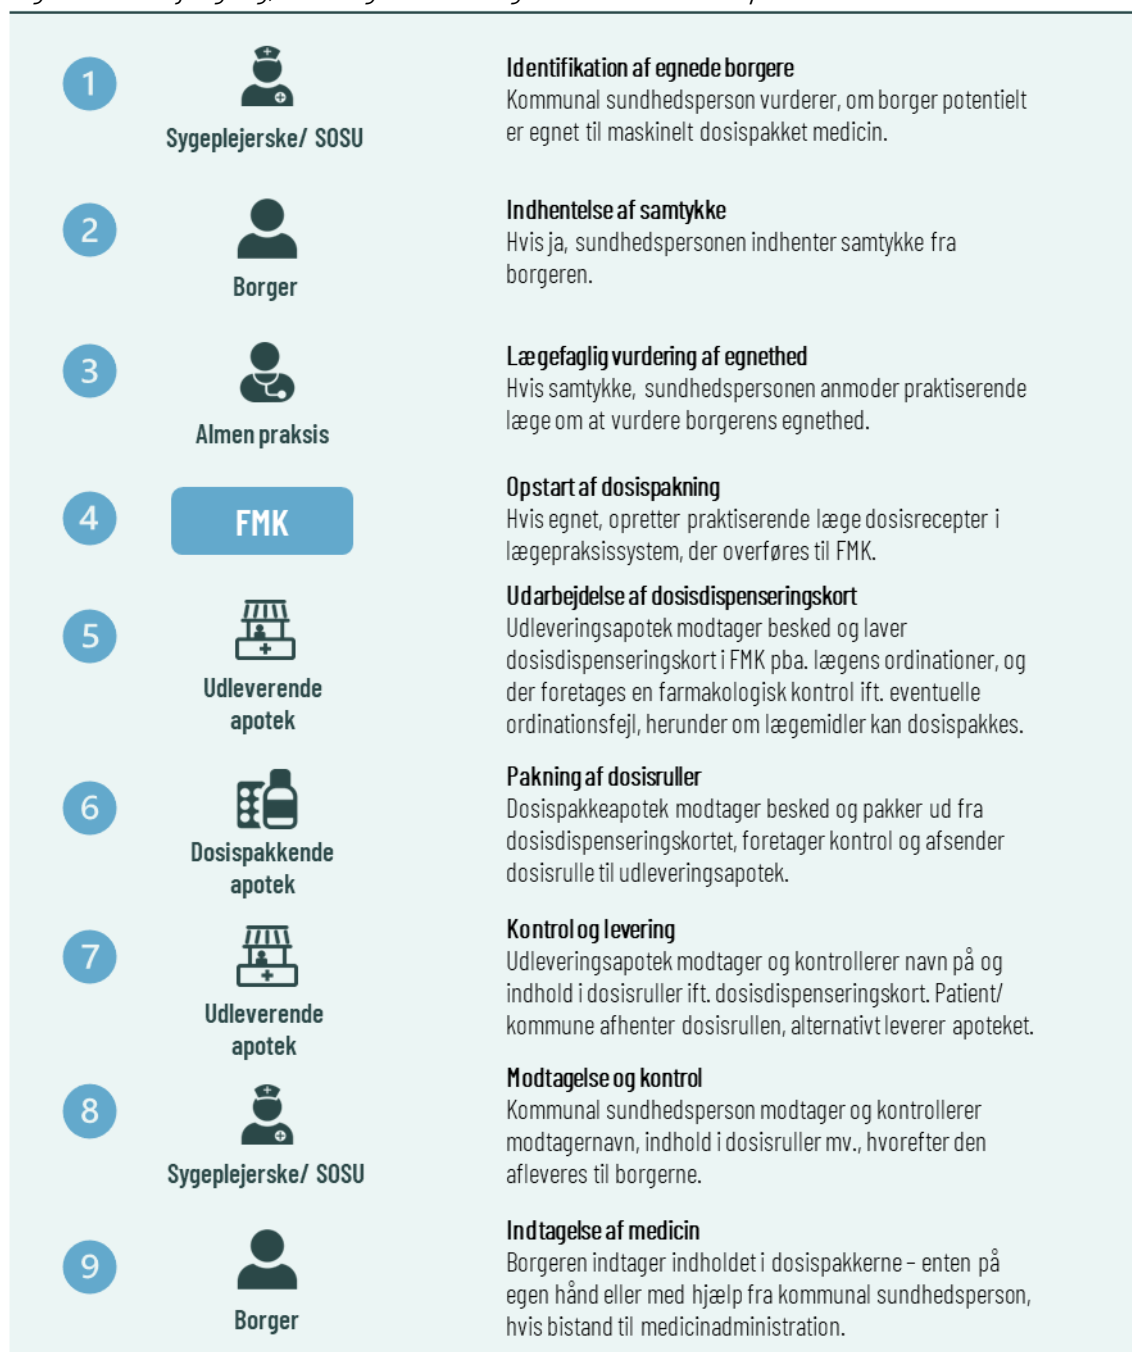 1
Sygeplejerske/ SOSU
Identifikation af egnede borgere
Kommunal sundhedsperson vurderer, om borger potentielt
er egnet til maskinelt dosispakket medicin.
2
Borger
Indhentelse af samtykke
Hvis ja, sundhedspersonen indhenter samtykke fra
borgeren.
3
Almen praksis
Lægefaglig vurdering af egnethed
Hvis samtykke, sundhedspersonen anmoder praktiserende
læge om at vurdere borgerens egnethed.
4
FMK
Opstart af dosispakning
Hvis egnet, opretter praktiserende læge dosisrecepter i
lægepraksissystem, der overføres til FMK.
5
Udleverende
apotek
Udarbejdelse af dosisdispenseringskort
Udleveringsapotek modtager besked og laver
dosisdispenseringskort i FMK pba. lægens ordinationer, og
der foretages en farmakologisk kontrol ift. eventuelle
ordinationsfejl, herunder om lægemidler kan dosispakkes.
6
Dosispakkende
apotek
Pakning af dosisruller
Dosispakkeapotek modtager besked og pakker ud fra
dosisdispenseringskortet, foretager kontrol og afsender
dosisrulle til udleveringsapotek.
7
Udleverende
apotek
Kontrol og levering
Udleveringsapotek modtager og kontrollerer navn på og
indhold i dosisruller ift. dosisdispenseringskort. Patient/
kommune afhenter dosisrullen, alternativt leverer apoteket.
8
Sygeplejerske/ SOSU
Modtagelse og kontrol
Kommunal sundhedsperson modtager og kontrollerer
modtagernavn, indhold i dosisruller mv., hvorefter den
afleveres til borgerne.
9
Borger
Indtagelse af medicin
Borgeren indtager indholdet i dosispakkerne – enten på
egen hånd eller med hjælp fra kommunal sundhedsperson,
hvis bistand til medicinadministration.